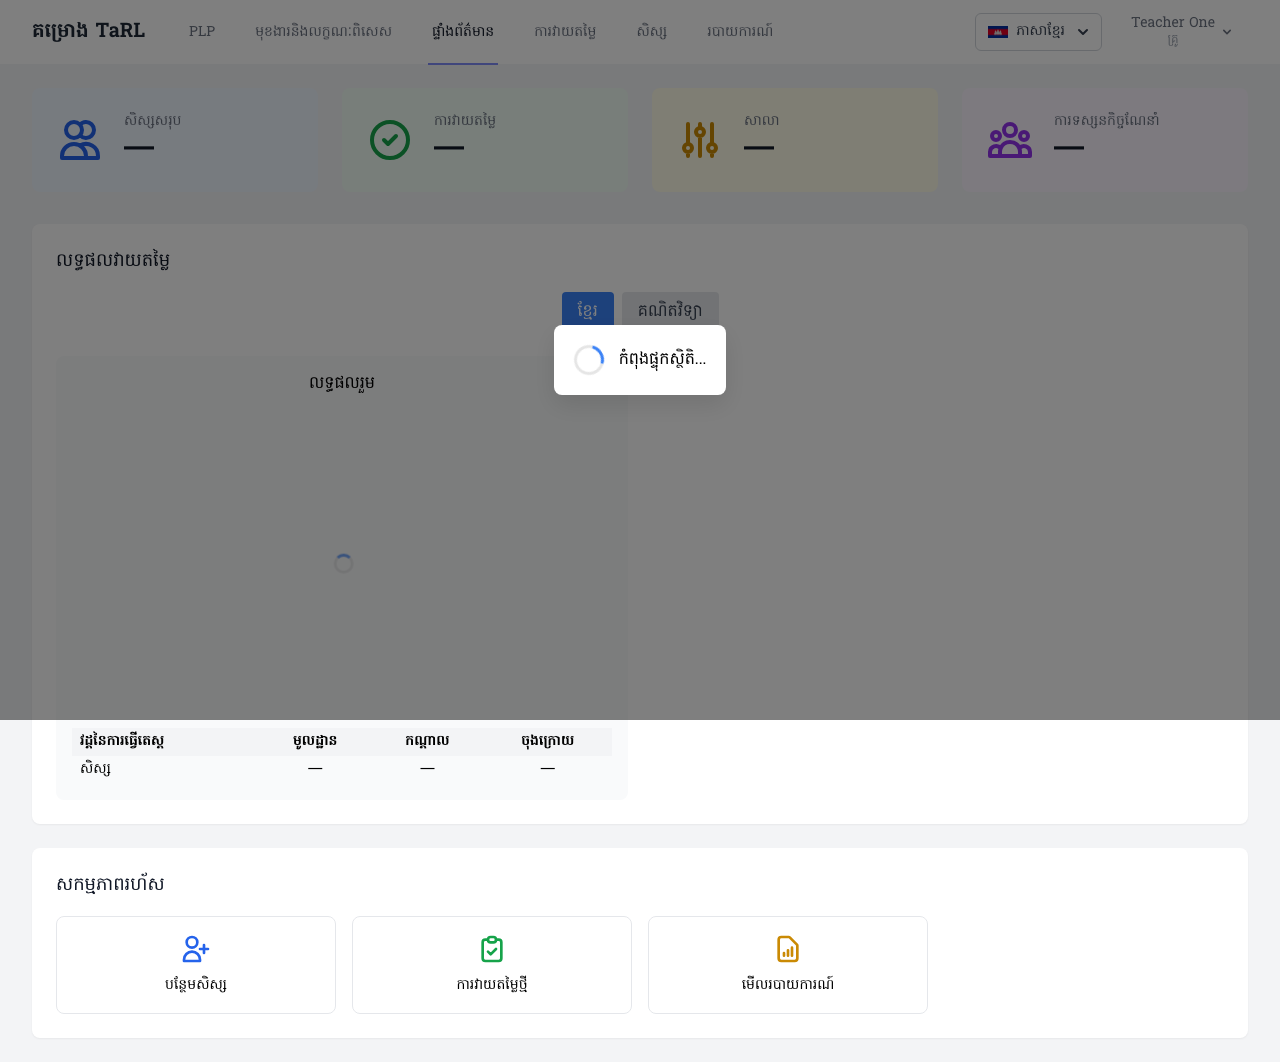 គម្រោង TaRL
PLP
មុខងារនិងលក្ខណៈពិសេស
ផ្ទាំងព័ត៌មាន
ការវាយតម្លៃ
សិស្ស
របាយការណ៍
ភាសាខ្មែរ
Teacher One
គ្រូ
សិស្សសរុប
—
ការវាយតម្លៃ
—
សាលា
—
ការទស្សនកិច្ចណែនាំ
—
លទ្ធផលវាយតម្លៃ
ខ្មែរ
គណិតវិទ្យា
កំពុងផ្ទុកស្ថិតិ...
លទ្ធផលរួម
វដ្តនៃការធ្វើតេស្ត មូលដ្ឋាន កណ្តាល ចុងក្រោយ
សិស្ស — — —
សកម្មភាពរហ័ស
បន្ថែមសិស្ស
ការវាយតម្លៃថ្មី
មើលរបាយការណ៍